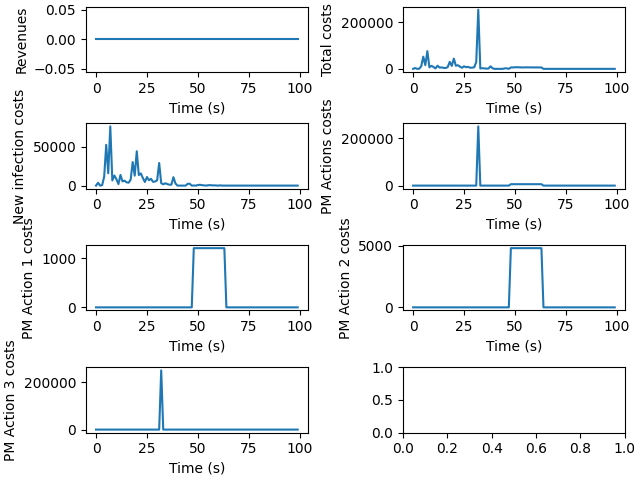 Revenues
0.05
0.00
−0.05
0 25 50 75 100
Time (s)
Total costs
200000
0
0 25 50 75 100
Time (s)
New infection costs
50000
0
0 25 50 75 100
Time (s)
PM Actions costs
200000
0
0 25 50 75 100
Time (s)
PM Action 1 costs
1000
0
0 25 50 75 100
Time (s)
PM Action 2 costs
5000
0
0 25 50 75 100
Time (s)
PM Action 3 costs
200000
0
0 25 50 75 100
Time (s)
1.0
0.5
0.0
0.0 0.2 0.4 0.6 0.8 1.0